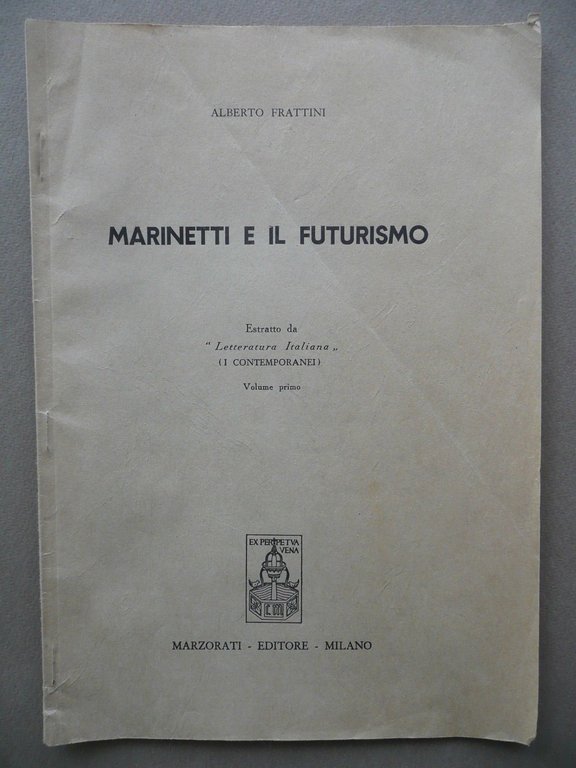 ALBERTO FRATTINI
MARINETTI E IL FUTURISMO
Estratto da
“ Letteratura Italiana „
(I CONTEMPORANEI)
Volume primo
EX PERPETVA
VENA
C M
MARZORATI - EDITORE - MILANO